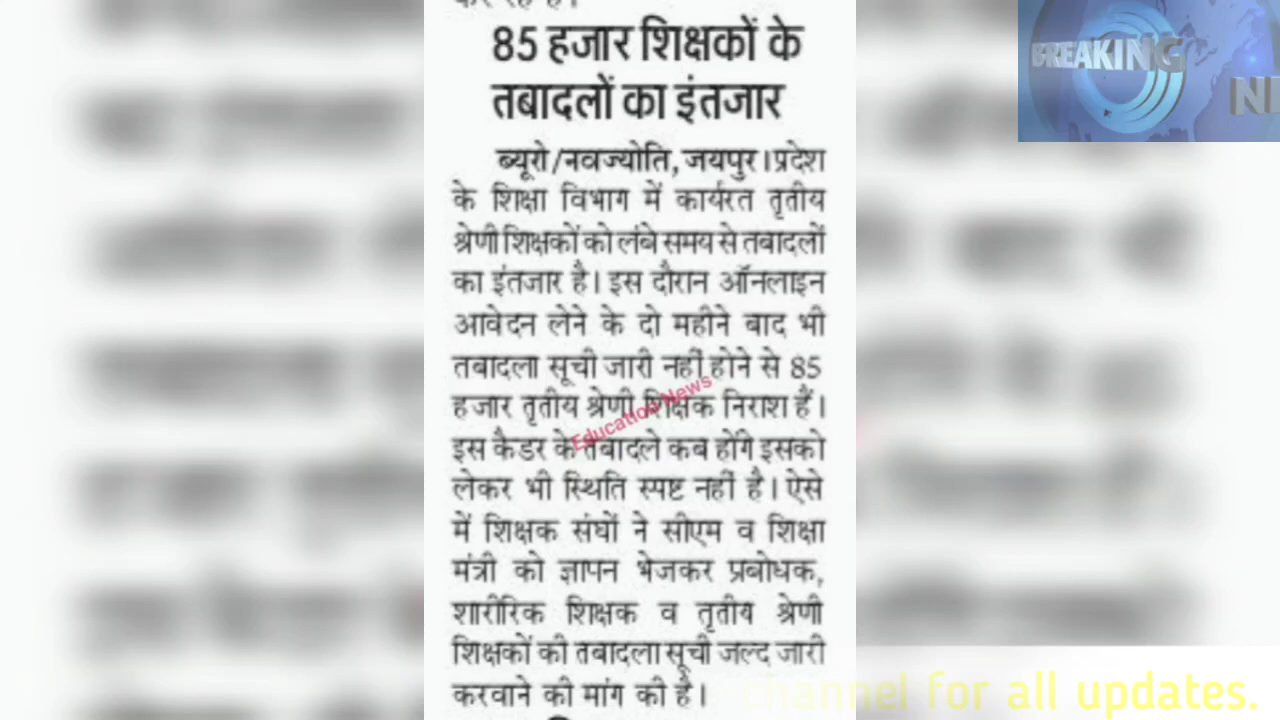 85 हजार शिक्षकों के
तबादलों का इंतजार
ब्यूरो/नवज्योति, जयपुर। प्रदेश
के शिक्षा विभाग में कार्यरत तृतीय
श्रेणी शिक्षकों को लंबे समय से तबादलों
का इंतजार है। इस दौरान ऑनलाइन
आवेदन लेने के दो महीने बाद भी
तबादला सूची जारी नहीं होने से 85
हजार तृतीय श्रेणी शिक्षक निराश हैं।
इस कैडर के तबादले कब होंगे इसको
लेकर भी स्थिति स्पष्ट नहीं है। ऐसे
में शिक्षक संघों ने सीएम व शिक्षा
मंत्री को ज्ञापन भेजकर प्रबोधक,
शारीरिक शिक्षक व तृतीय श्रेणी
शिक्षकों की तबादला सूची जल्द जारी
करवाने की मांग की है।
Education News
BREAKING
channel for all updates.